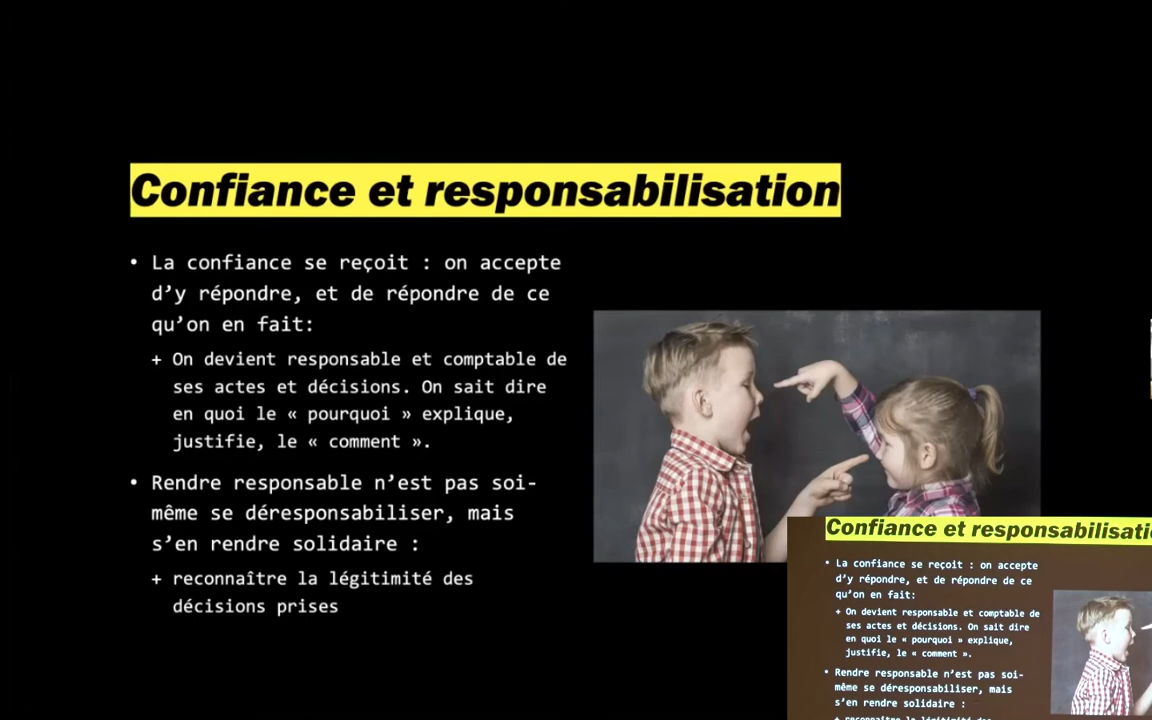 Confiance et responsabilisation
• La confiance se reçoit : on accepte
d’y répondre, et de répondre de ce
qu’on en fait:
+ On devient responsable et comptable de
ses actes et décisions. On sait dire
en quoi le « pourquoi » explique,
justifie, le « comment ».
• Rendre responsable n’est pas soi-
même se déresponsabiliser, mais
s’en rendre solidaire :
+ reconnaître la légitimité des
décisions prises
Confiance et responsabilisati
• La confiance se reçoit : on accepte
d’y répondre, et de répondre de ce
qu’on en fait:
+ On devient responsable et comptable de
ses actes et décisions. On sait dire
en quoi le « pourquoi » explique,
justifie, le « comment ».
• Rendre responsable n’est pas soi-
même se déresponsabiliser, mais
s’en rendre solidaire :